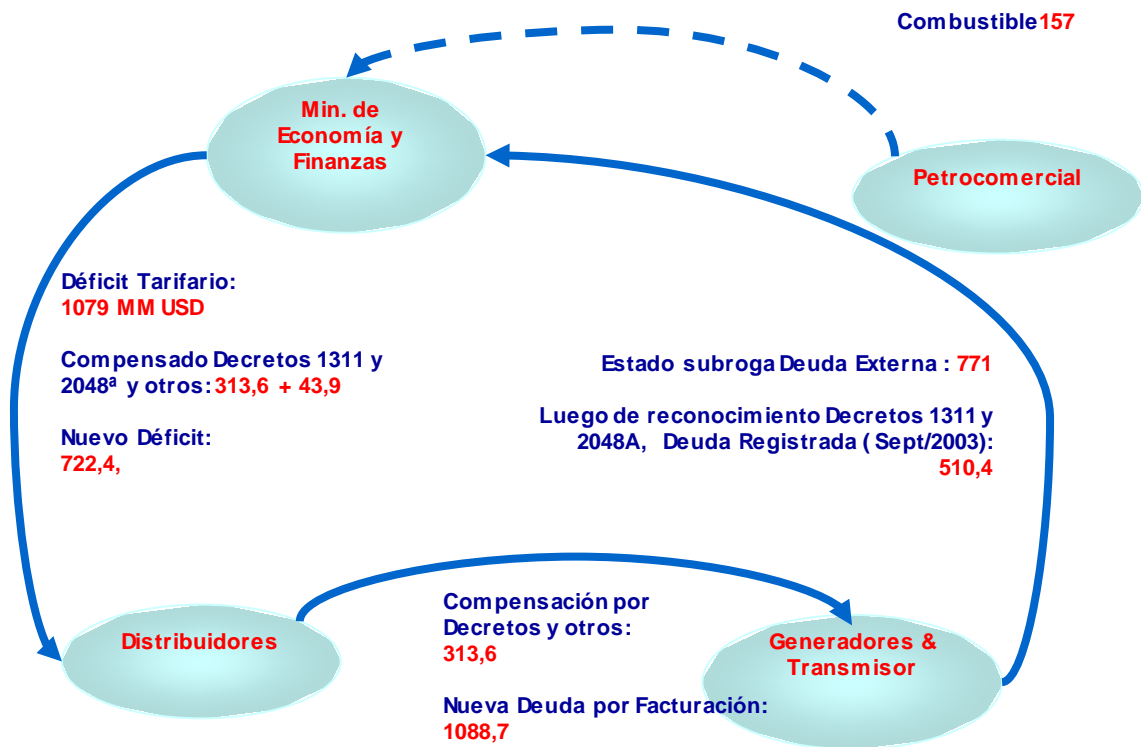 Combustible 157
Min. de
Economía y
Finanzas
Petrocomercial
Déficit Tarifario:
1079 MM USD
Compensado Decretos 1311 y
2048ª y otros: 313,6 + 43,9
Nuevo Déficit:
722,4,
Estado subroga Deuda Externa : 771
Luego de reconocimiento Decretos 1311 y
2048A, Deuda Registrada ( Sept/2003):
510,4
Distribuidores
Compensación por
Decretos y otros:
313,6
Nueva Deuda por Facturación:
1088,7
Generadores &
Transmisor